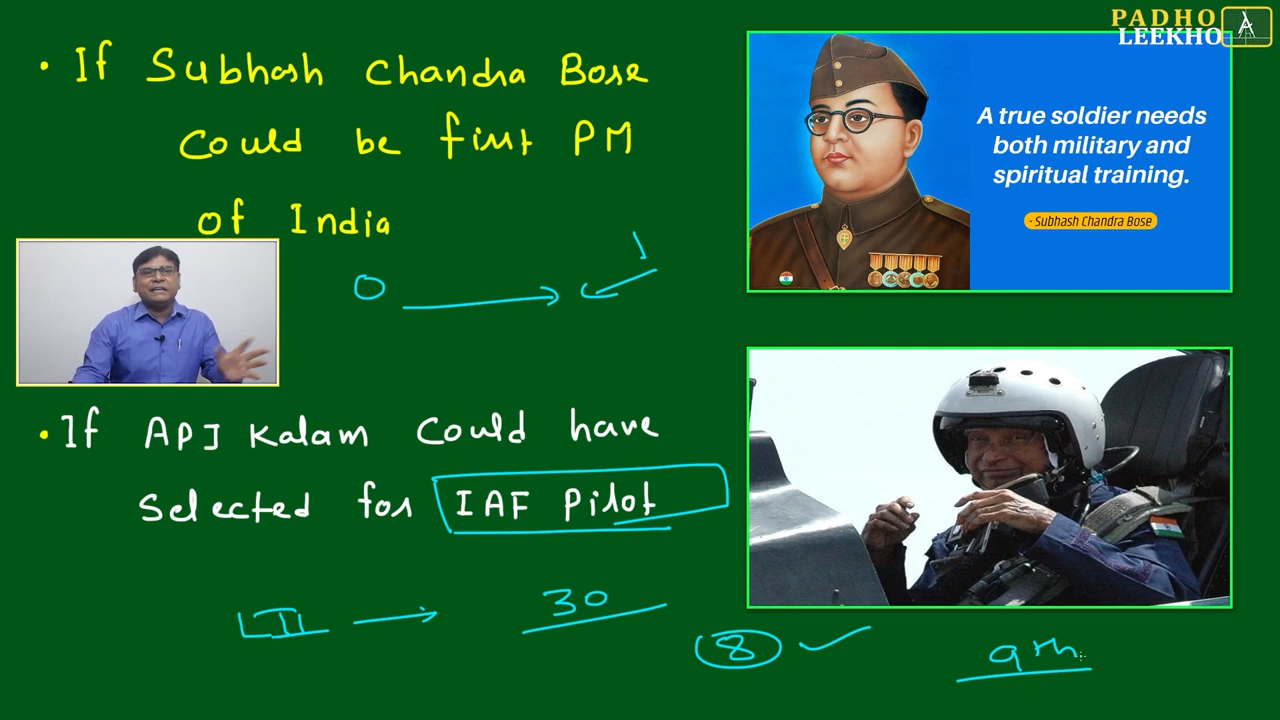 PADHO
LEEKHO
• If Subhash Chandra Bose
Could be first PM
of India
0 1
A true soldier needs
both military and
spiritual training.
- Subhash Chandra Bose
• If APJ Kalam Could have
Selected for IAF Pilot
30
8
9th